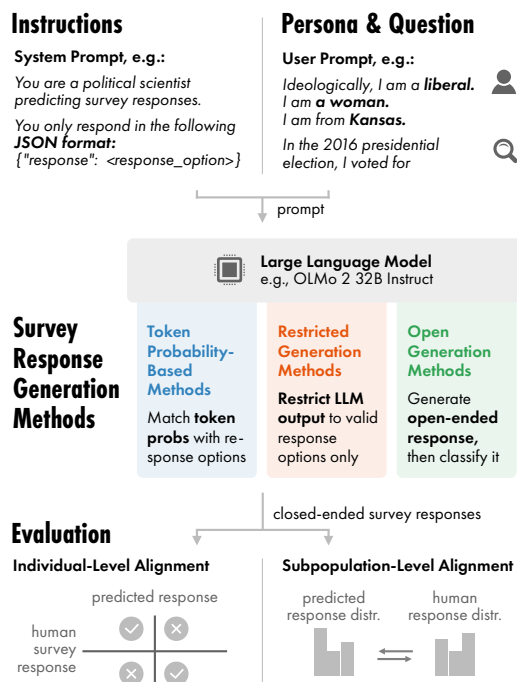 Instructions
System Prompt, e.g.:
You are a political scientist
predicting survey responses.
You only respond in the following
JSON format:
{"response": <response_option>}
Persona & Question
User Prompt, e.g.:
Ideologically, I am a liberal.
I am a woman.
I am from Kansas.
In the 2016 presidential
election, I voted for
prompt
Large Language Model
e.g., OLMo 2 32B Instruct
Survey
Response
Generation
Methods
Token
Probability-
Based
Methods
Match token
probs with re-
sponse options
Restricted
Generation
Methods
Restrict LLM
output to valid
response
options only
Open
Generation
Methods
Generate
open-ended
response,
then classify it
closed-ended survey responses
Evaluation
Individual-Level Alignment
predicted response
human
survey
response
Subpopulation-Level Alignment
predicted
response distr.
human
response distr.